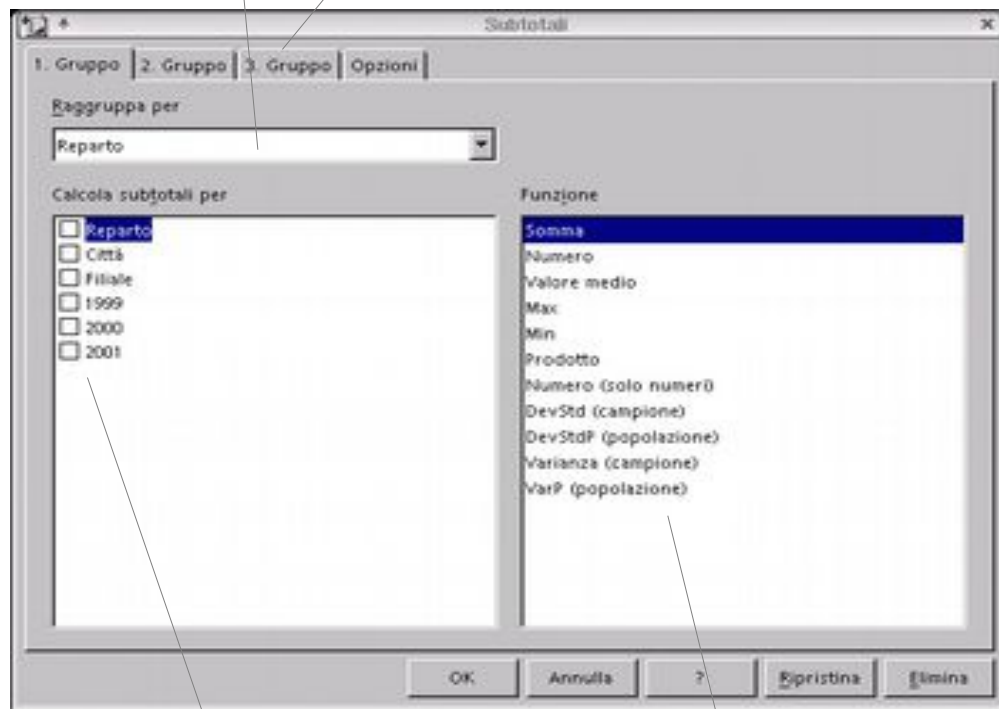 Subtotali
1. Gruppo 2. Gruppo 3. Gruppo Opzioni
Raggruppa per
Reparto
Calcola subtotali per
Reparto
Città
Filiale
1999
2000
2001
Funzione
Somma
Numero
Valore medio
Max
Min
Prodotto
Numero (solo numeri)
DevStd (campione)
DevStdP (popolazione)
Varianza (campione)
VarP (popolazione)
OK Annulla ? Ripristina Elimina